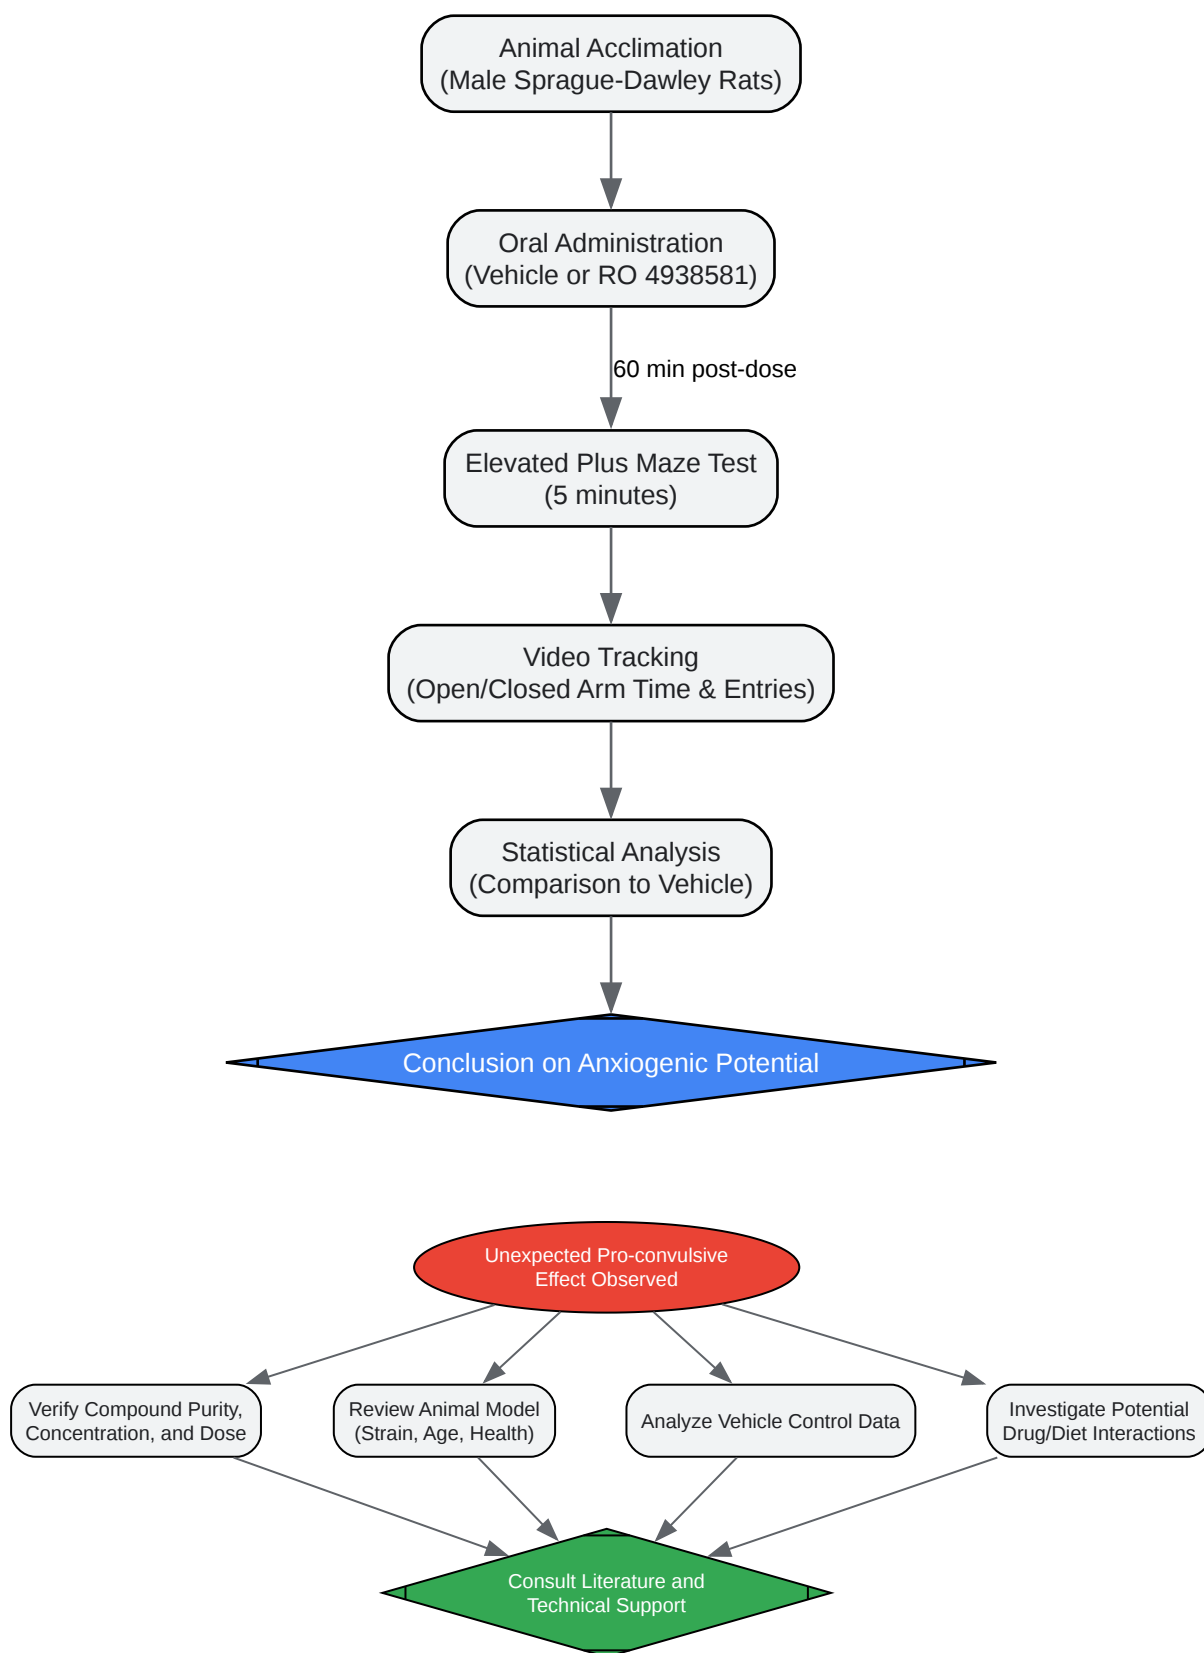 Animal Acclimation
(Male Sprague-Dawley Rats)
Oral Administration
(Vehicle or RO 4938581)
60 min post-dose
Elevated Plus Maze Test
(5 minutes)
Video Tracking
(Open/Closed Arm Time & Entries)
Statistical Analysis
(Comparison to Vehicle)
Conclusion on Anxiogenic Potential
Unexpected Pro-convulsive
Effect Observed
Verify Compound Purity,
Concentration, and Dose
Review Animal Model
(Strain, Age, Health)
Analyze Vehicle Control Data
Investigate Potential
Drug/Diet Interactions
Consult Literature and
Technical Support